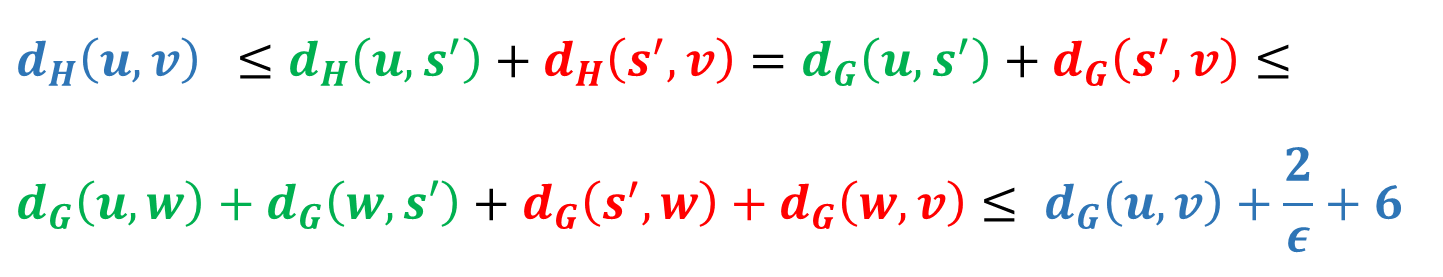 d_H(u, v) ≤ d_H(u, s′) + d_H(s′, v) = d_G(u, s′) + d_G(s′, v) ≤
d_G(u, w) + d_G(w, s′) + d_G(s′, w) + d_G(w, v) ≤ d_G(u, v) + 2/ϵ + 6